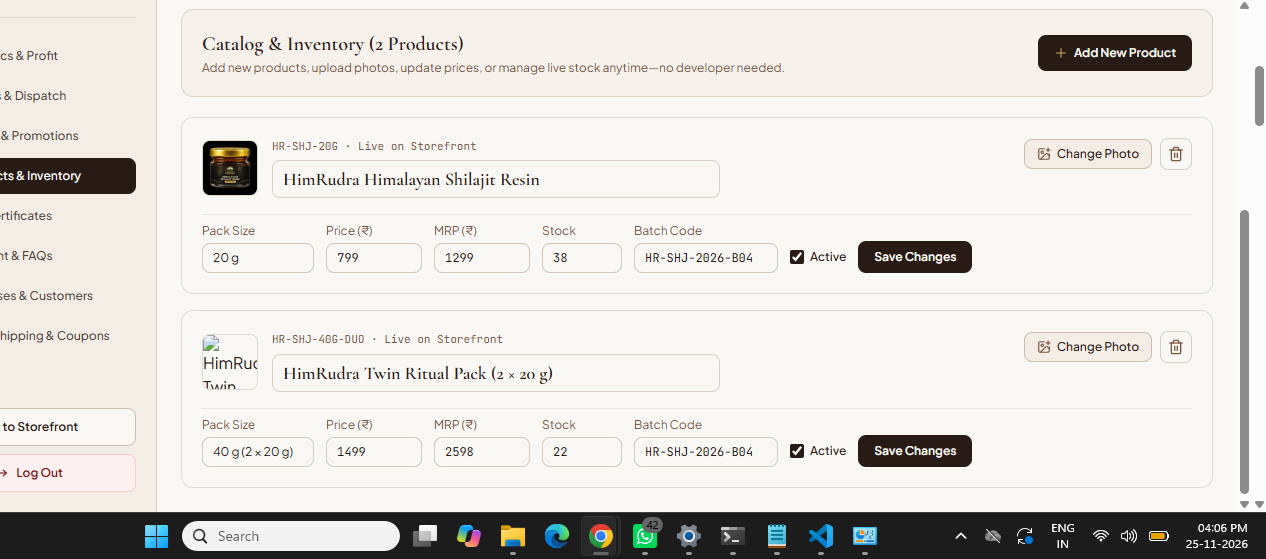 Catalog & Inventory (2 Products)
Add new products, upload photos, update prices, or manage live stock anytime—no developer needed.
+ Add New Product
cs & Profit
s & Dispatch
& Promotions
cts & Inventory
ertificates
nt & FAQs
ses & Customers
hipping & Coupons
to Storefront
Log Out
HR-SHJ-20G · Live on Storefront
HimRudra Himalayan Shilajit Resin
Change Photo
Pack Size Price (₹) MRP (₹) Stock Batch Code
20 g 799 1299 38 HR-SHJ-2026-B04 Active Save Changes
HimRud
Twin
HR-SHJ-40G-DUO · Live on Storefront
HimRudra Twin Ritual Pack (2 × 20 g)
Change Photo
Pack Size Price (₹) MRP (₹) Stock Batch Code
40 g (2 × 20 g) 1499 2598 22 HR-SHJ-2026-B04 Active Save Changes
Search
42
ENG
IN
04:06 PM
25-11-2026